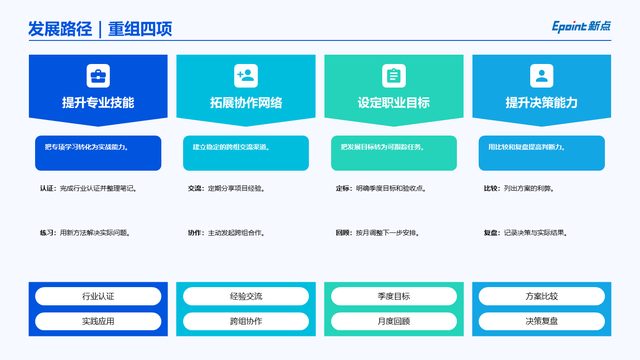 发展路径｜重组四项
Epoint新点
提升专业技能
拓展协作网络
设定职业目标
提升决策能力
把专项学习转化为实战能力。
建立稳定的跨组交流渠道。
把发展目标转为可跟踪任务。
用比较和复盘提高判断力。
认证：完成行业认证并整理笔记。
交流：定期分享项目经验。
定标：明确季度目标和验收点。
比较：列出方案的利弊。
练习：用新方法解决实际问题。
协作：主动发起跨组合作。
回顾：按月调整下一步安排。
复盘：记录决策与实际结果。
行业认证
经验交流
季度目标
方案比较
实践应用
跨组协作
月度回顾
决策复盘